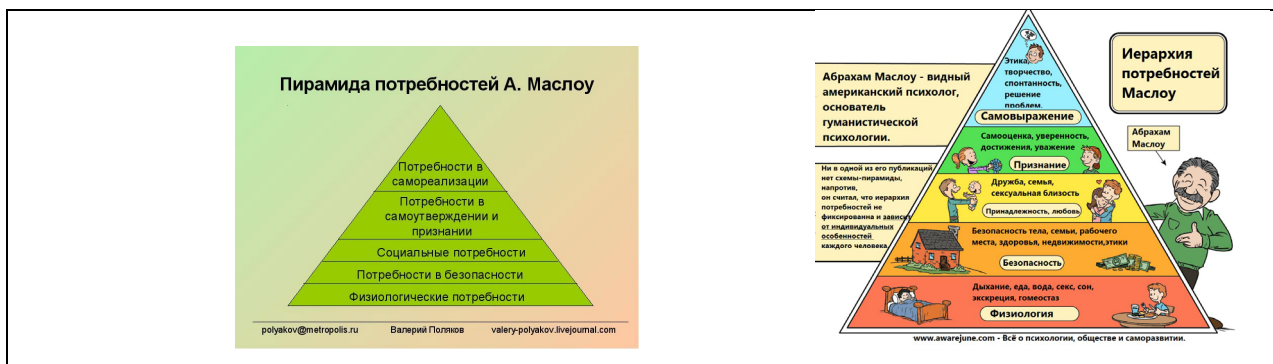 Пирамида потребностей А. Маслоу
Потребности в
самореализации
Потребности в
самоутверждении и
признании
Социальные потребности
Потребности в безопасности
Физиологические потребности
polyakov@metropolis.ru Валерий Поляков valery-polyakov.livejournal.com
Абрахам Маслоу - видный
американский психолог,
основатель
гуманистической
психологии.
Ни в одной из его публикаций
нет схемы-пирамиды,
напротив,
он считал, что иерархия
потребностей не
фиксированна и зависит
от индивидуальных
особенностей
каждого человека
Этика,
творчество,
спонтанность,
решение
проблем.
Самовыражение
Самооценка, уверенность,
достижения, уважение
Признание
Дружба, семья,
сексуальная близость
Принадлежность, любовь
Безопасность тела, семьи, рабочего
места, здоровья, недвижимости,этики
Безопасность
Дыхание, еда, вода, секс, сон,
экскреция, гомеостаз
Физиология
Иерархия
потребностей
Маслоу
Абрахам
Маслоу
www.awarejune.com - Всё о психологии, обществе и саморазвитии.